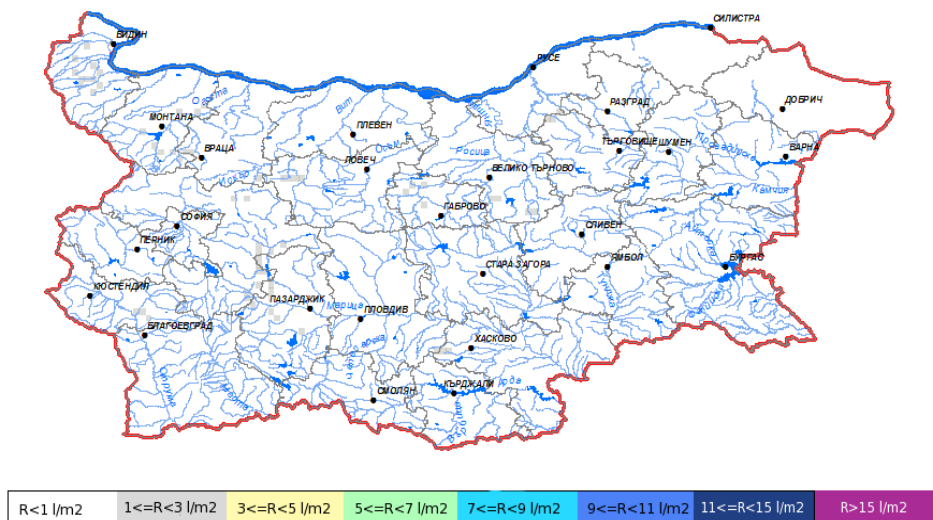 СИЛИСТРА
ВИДИН
РУСЕ
ДОБРИЧ
РАЗГРАД
Огоста
Вит
МОНТАНА
ПЛЕВЕН
ТЪРГОВИЩЕ
ШУМЕН
ВАРНА
ВРАЦА
Осъм
Росица
ЛОВЕЧ
Искър
ВЕЛИКО ТЪРНОВО
Камчия
ГАБРОВО
СОФИЯ
ПЕРНИК
СЛИВЕН
СТАРА ЗАГОРА
ЯМБОЛ
БУРГАС
КЮСТЕНДИЛ
ПАЗАРДЖИК
Марица
ПЛОВДИВ
БЛАГОЕВГРАД
ХАСКОВО
КЪРДЖАЛИ
СМОЛЯН
Струма
Места
R<1 l/m2
1<=R<3 l/m2
3<=R<5 l/m2
5<=R<7 l/m2
7<=R<9 l/m2
9<=R<11 l/m2
11<=R<15 l/m2
R>15 l/m2